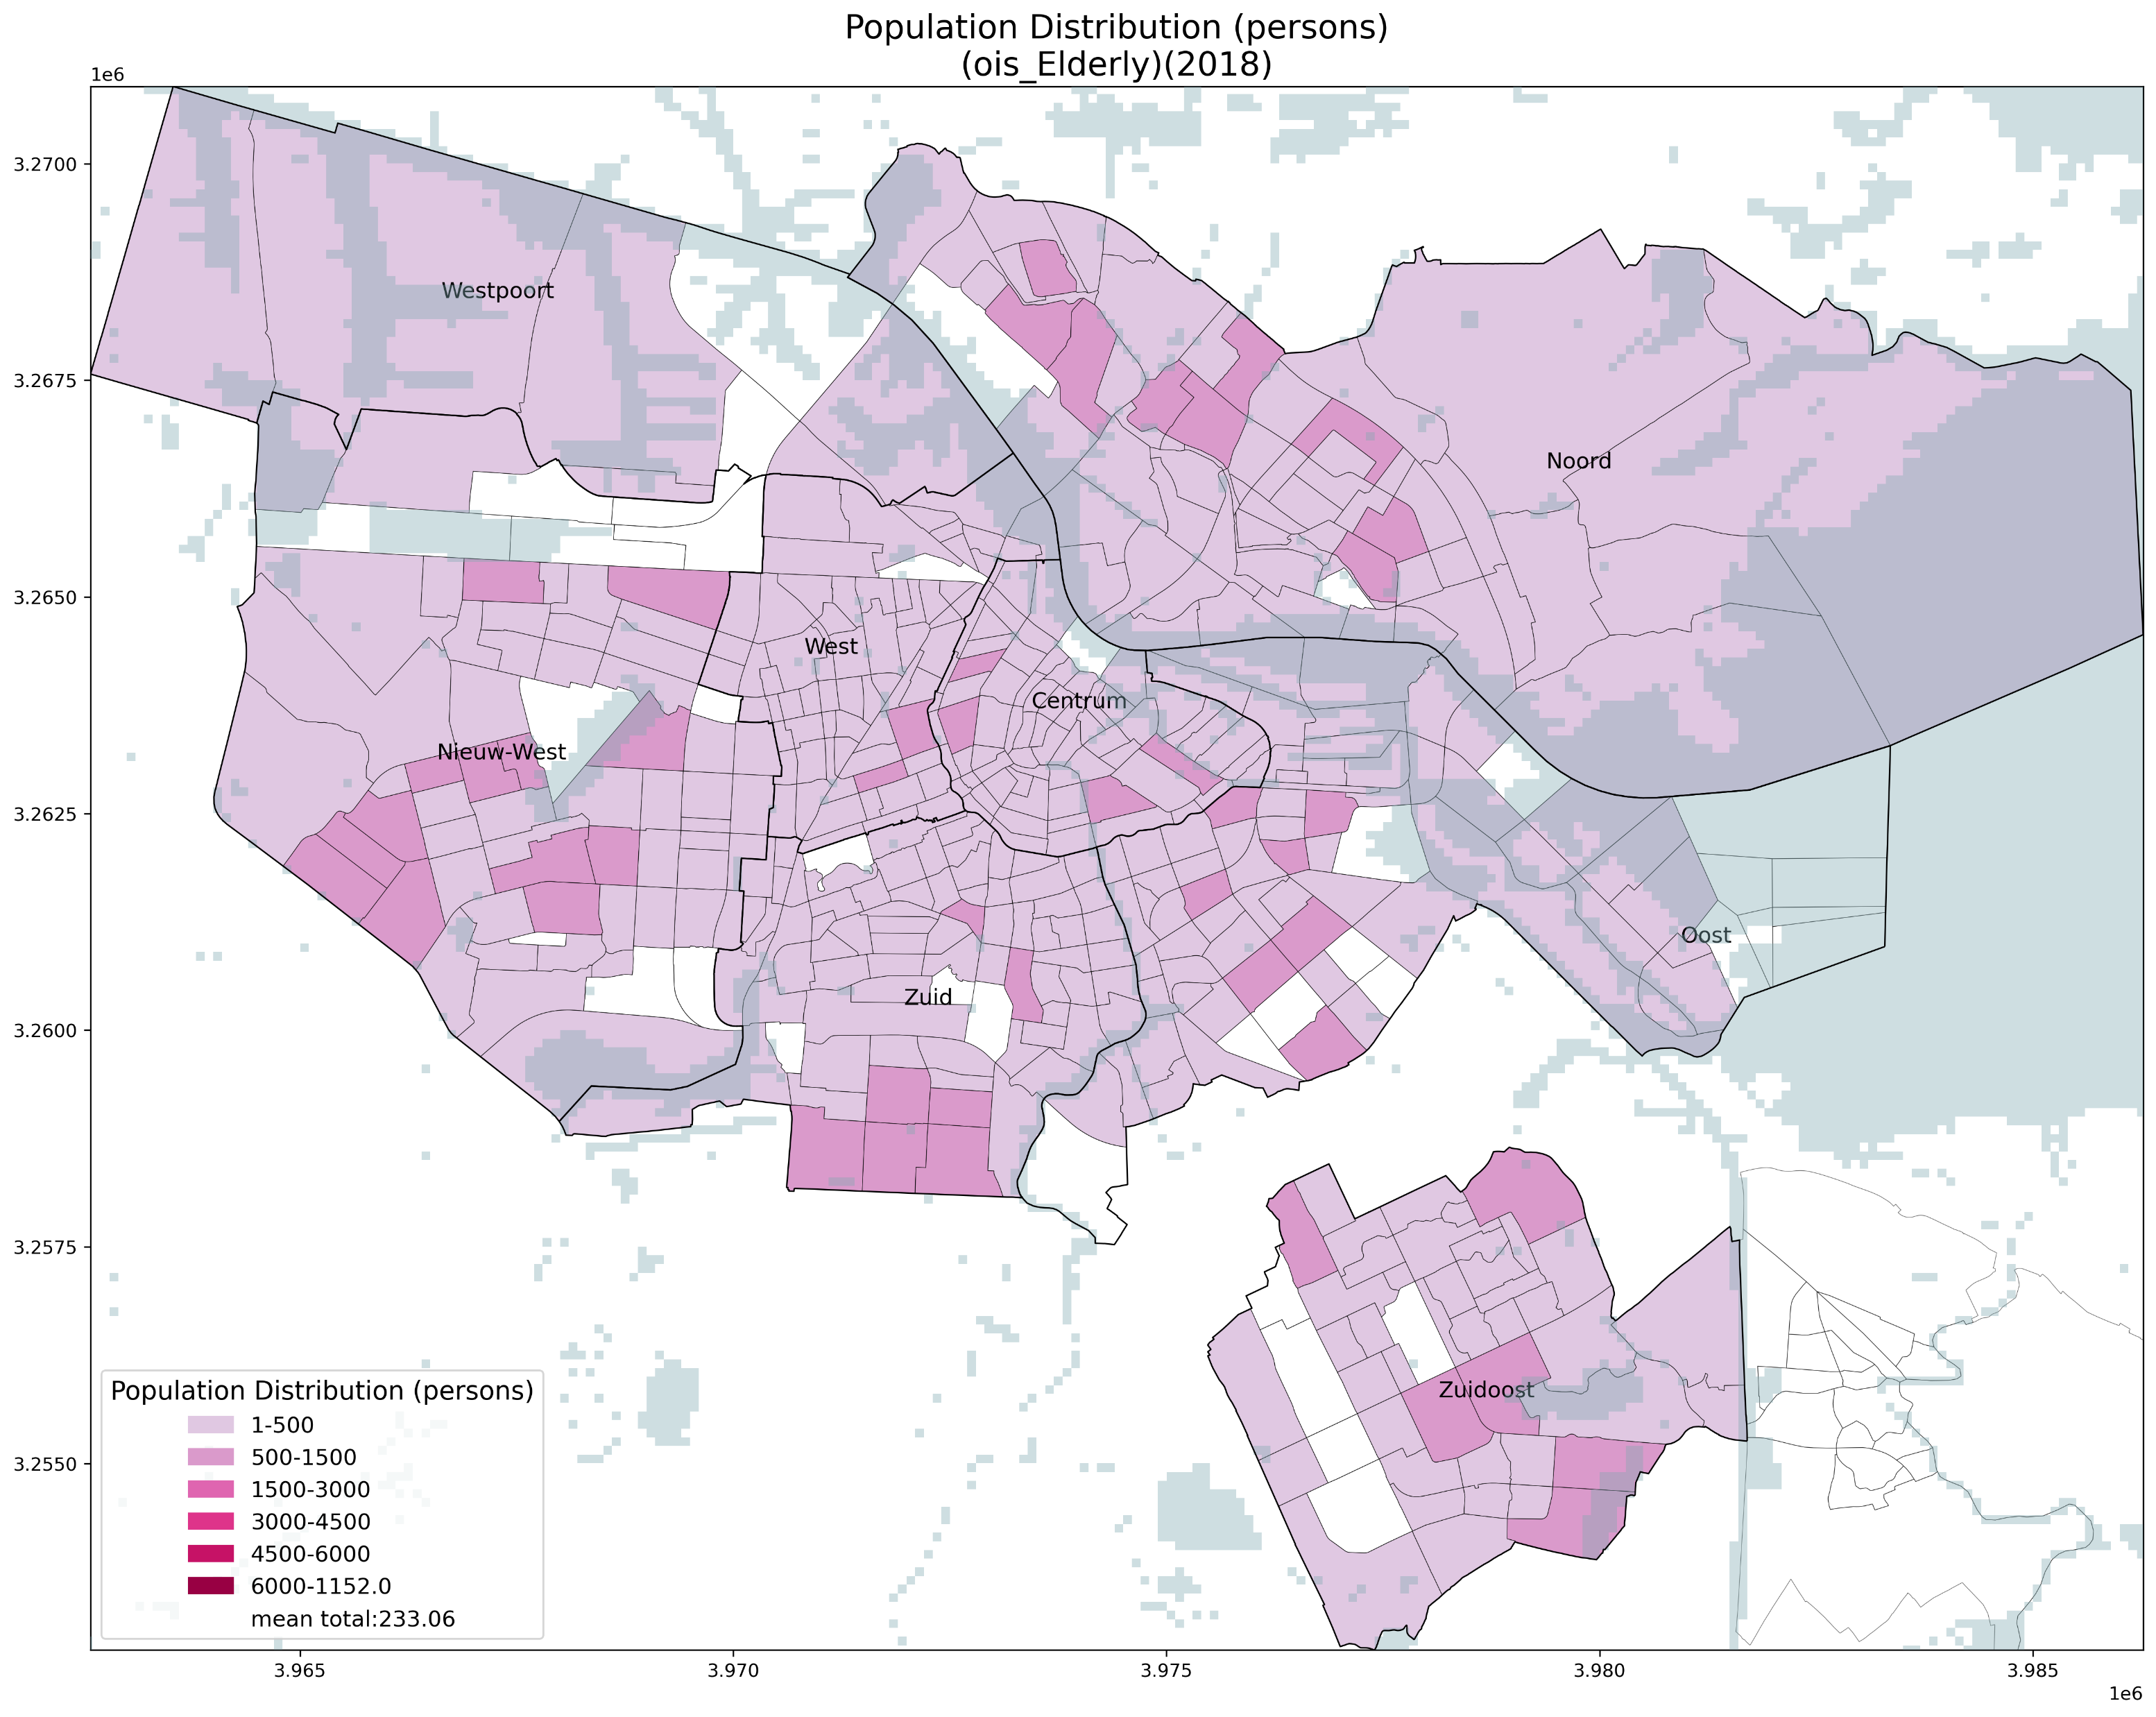 Population Distribution (persons)
(ois_Elderly)(2018)
1e6
3.2700
3.2675
3.2650
3.2625
3.2600
3.2575
3.2550
Westpoort
Noord
West
Centrum
Nieuw-West
Oost
Zuid
Zuidoost
Population Distribution (persons)
1-500
500-1500
1500-3000
3000-4500
4500-6000
6000-1152.0
mean total:233.06
3.965
3.970
3.975
3.980
3.985
1e6